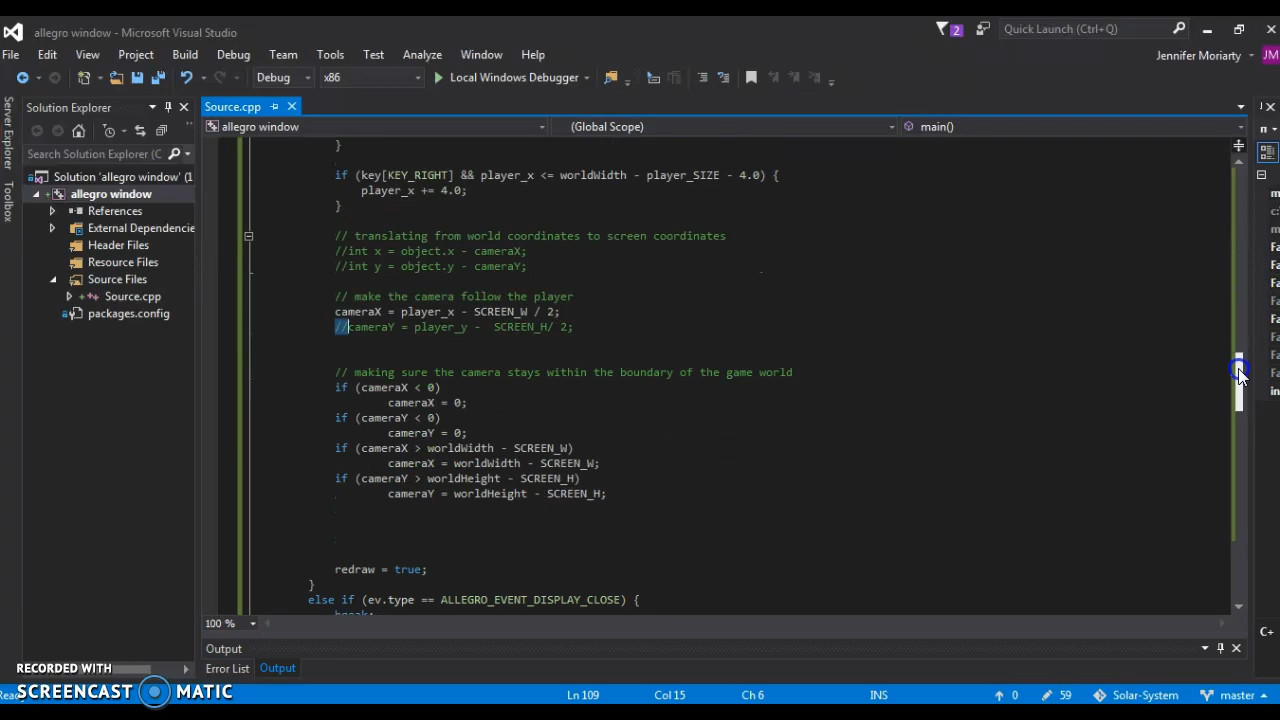 allegro window - Microsoft Visual Studio
2
Quick Launch (Ctrl+Q)
File Edit View Project Build Debug Team Tools Test Analyze Window Help
Jennifer Moriarty JM
Debug x86 Local Windows Debugger
Server Explorer
Toolbox
Solution Explorer
Source.cpp
allegro window
(Global Scope)
main()
Search Solution Explorer (C
Solution 'allegro window' (1
allegro window
References
External Dependencie
Header Files
Resource Files
Source Files
Source.cpp
packages.config
}
if (key[KEY_RIGHT] && player_x <= worldWidth - player_SIZE - 4.0) {
player_x += 4.0;
}
// translating from world coordinates to screen coordinates
//int x = object.x - cameraX;
//int y = object.y - cameraY;
// make the camera follow the player
cameraX = player_x - SCREEN_W / 2;
//cameraY = player_y -  SCREEN_H/ 2;
// making sure the camera stays within the boundary of the game world
if (cameraX < 0)
cameraX = 0;
if (cameraY < 0)
cameraY = 0;
if (cameraX > worldWidth - SCREEN_W)
cameraX = worldWidth - SCREEN_W;
if (cameraY > worldHeight - SCREEN_H)
cameraY = worldHeight - SCREEN_H;
redraw = true;
}
else if (ev.type == ALLEGRO_EVENT_DISPLAY_CLOSE) {
break;
100 %
Output
Error List Output
C+
RECORDED WITH
SCREENCAST MATIC
Ln 109 Col 15 Ch 6 INS 0 59 Solar-System master